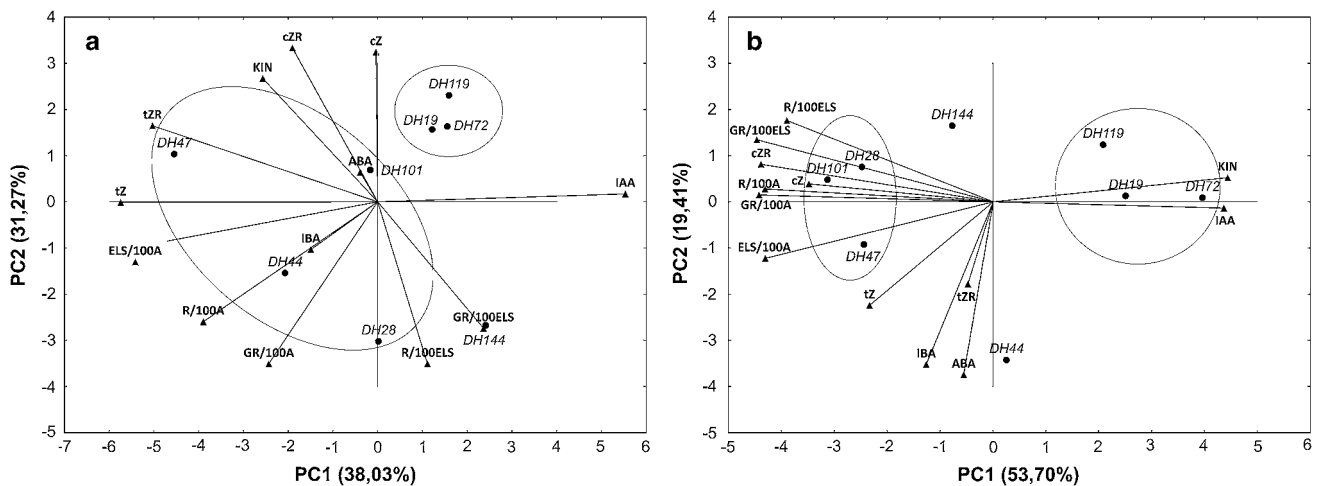 a
4
3
2
1
0
-1
-2
-3
-4
-5
PC2 (31,27%)
-7 -6 -5 -4 -3 -2 -1 0 1 2 3 4 5 6
PC1 (38,03%)
cZR
cZ
KIN
DH119
tZR
DH19
DH72
DH47
ABA
DH101
tZ
IAA
IBA
ELS/100A
DH44
R/100A
GR/100ELS
DH28
DH144
GR/100A
R/100ELS
b
4
3
2
1
0
-1
-2
-3
-4
-5
PC2 (19,41%)
-5 -4 -3 -2 -1 0 1 2 3 4 5 6
PC1 (53,70%)
R/100ELS
DH144
GR/100ELS
DH119
cZR
DH28
DH101
KIN
R/100A
cZ
DH19
DH72
GR/100A
IAA
ELS/100A
DH47
tZ
tZR
IBA
ABA
DH44